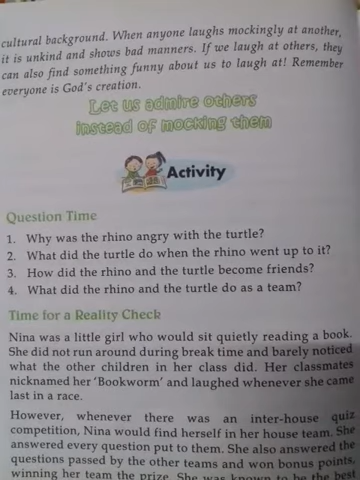 cultural background. When anyone laughs mockingly at another,
it is unkind and shows bad manners. If we laugh at others, they
can also find something funny about us to laugh at! Remember
everyone is God's creation.
Let us admire others
instead of mocking them
Activity
Question Time
1. Why was the rhino angry with the turtle?
2. What did the turtle do when the rhino went up to it?
3. How did the rhino and the turtle become friends?
4. What did the rhino and the turtle do as a team?
Time for a Reality Check
Nina was a little girl who would sit quietly reading a book.
She did not run around during break time and barely noticed
what the other children in her class did. Her classmates
nicknamed her 'Bookworm' and laughed whenever she came
last in a race.
However, whenever there was an inter-house quiz
competition, Nina would find herself in her house team. She
answered every question put to them. She also answered the
questions passed by the other teams and won bonus points,
winning her team the prize. She was known to be the best